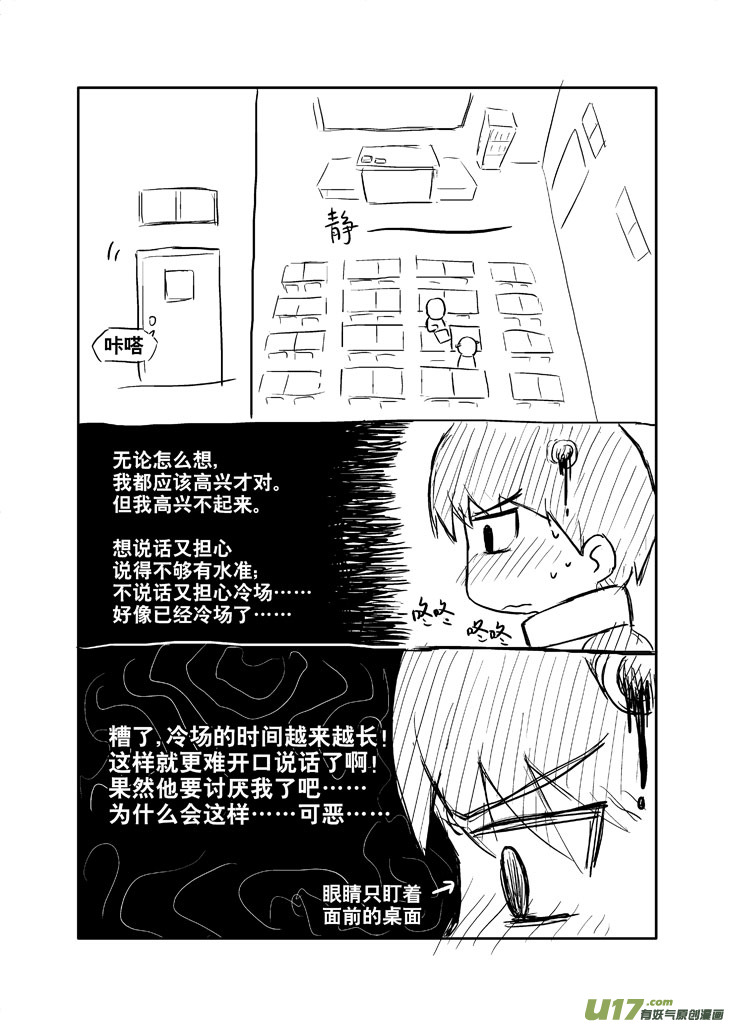 咔嗒
静
无论怎么想，
我都应该高兴才对。
但我高兴不起来。
想说话又担心
说得不够有水准；
不说话又担心冷场……
好像已经冷场了……
咚咚
咚咚
糟了，冷场的时间越来越长！
这样就更难开口说话了啊！
果然他要讨厌我了吧……
为什么会这样……可恶……
眼睛只盯着
面前的桌面
U17.com
有妖气原创漫画